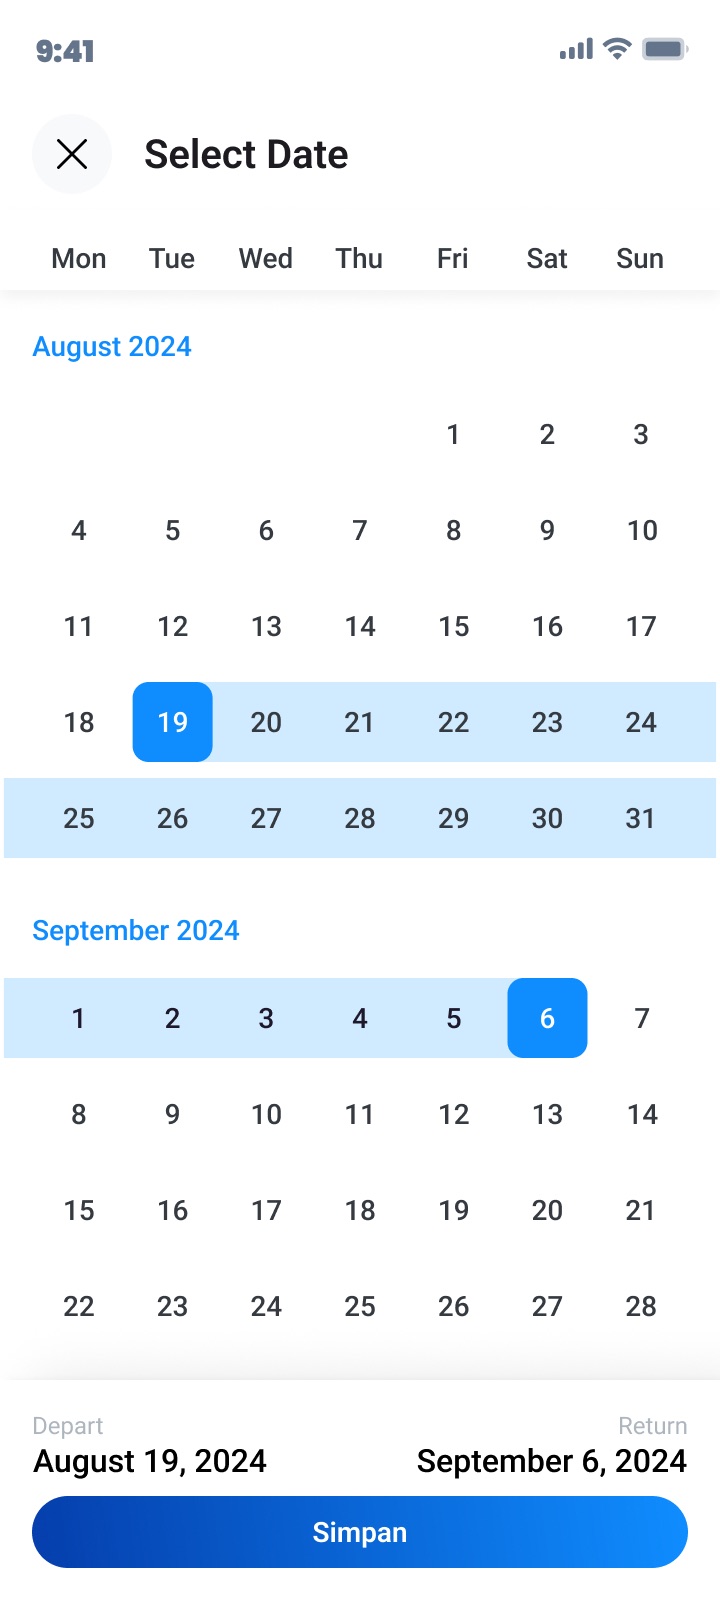 9:41
Select Date
Mon Tue Wed Thu Fri Sat Sun
August 2024
1 2 3
4 5 6 7 8 9 10
11 12 13 14 15 16 17
18 19 20 21 22 23 24
25 26 27 28 29 30 31
September 2024
1 2 3 4 5 6 7
8 9 10 11 12 13 14
15 16 17 18 19 20 21
22 23 24 25 26 27 28
Depart Return
August 19, 2024 September 6, 2024
Simpan